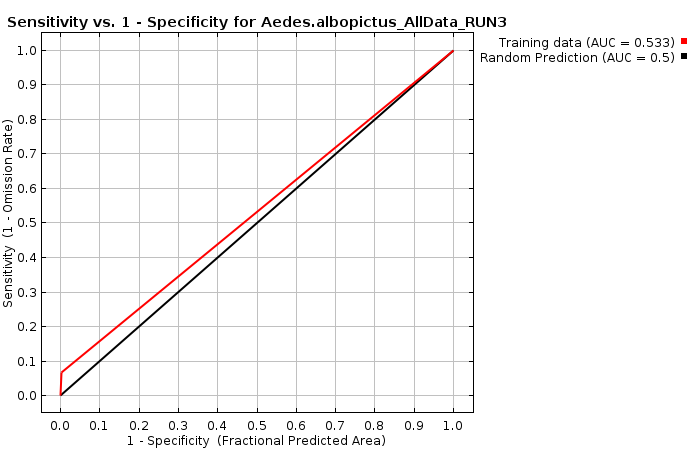 Sensitivity vs. 1 - Specificity for Aedes.albopictus_AllData_RUN3
Training data (AUC = 0.533)
Random Prediction (AUC = 0.5)
Sensitivity (1 - Omission Rate)
1.0
0.9
0.8
0.7
0.6
0.5
0.4
0.3
0.2
0.1
0.0
0.0 0.1 0.2 0.3 0.4 0.5 0.6 0.7 0.8 0.9 1.0
1 - Specificity (Fractional Predicted Area)